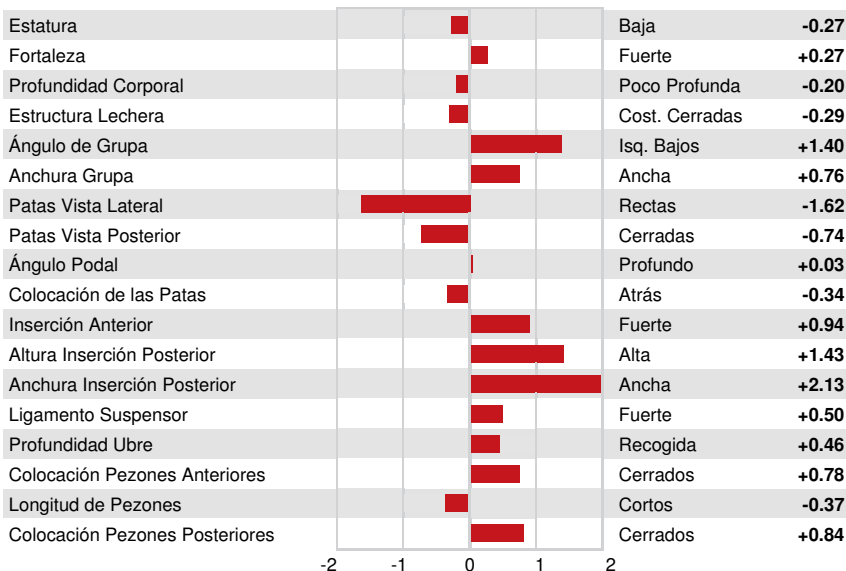 Estatura Baja -0.27
Fortaleza Fuerte +0.27
Profundidad Corporal Poco Profunda -0.20
Estructura Lechera Cost. Cerradas -0.29
Ángulo de Grupa Isq. Bajos +1.40
Anchura Grupa Ancha +0.76
Patas Vista Lateral Rectas -1.62
Patas Vista Posterior Cerradas -0.74
Ángulo Podal Profundo +0.03
Colocación de las Patas Atrás -0.34
Inserción Anterior Fuerte +0.94
Altura Inserción Posterior Alta +1.43
Anchura Inserción Posterior Ancha +2.13
Ligamento Suspensor Fuerte +0.50
Profundidad Ubre Recogida +0.46
Colocación Pezones Anteriores Cerrados +0.78
Longitud de Pezones Cortos -0.37
Colocación Pezones Posteriores Cerrados +0.84
-2 -1 0 1 2